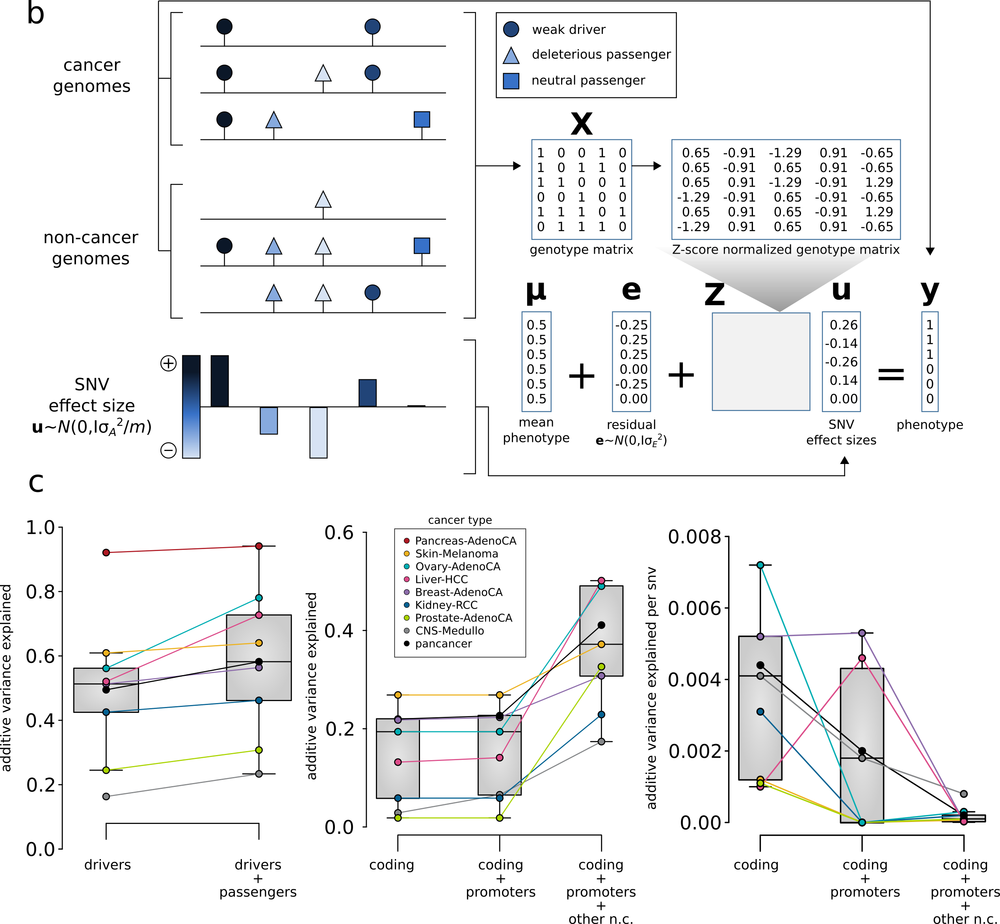 b
cancer
genomes
non-cancer
genomes
weak driver
deleterious passenger
neutral passenger
X
1 0 0 1 0
1 0 1 1 0
1 1 0 0 1
0 0 1 0 0
1 1 1 0 1
0 1 1 1 0
genotype matrix
0.65 -0.91 -1.29 0.91 -0.65
0.65 -0.91 0.65 0.91 -0.65
0.65 0.91 -1.29 -0.91 1.29
-1.29 -0.91 0.65 -0.91 -0.65
0.65 0.91 0.65 -0.91 1.29
-1.29 0.91 0.65 0.91 -0.65
Z-score normalized genotype matrix
μ
0.5
0.5
0.5
0.5
0.5
0.5
mean
phenotype
+
e
-0.25
0.25
0.25
0.00
-0.25
0.00
residual
e~N(0,Iσ_E²)
+
Z
u
0.26
-0.14
-0.26
0.14
0.00
SNV
effect sizes
=
y
1
1
1
0
0
0
phenotype
SNV
effect size
u~N(0,Iσ_A²/m)
+
−
c
additive variance explained
1.0
0.8
0.6
0.4
0.2
0.0
drivers
drivers
+
passengers
additive variance explained
0.6
0.4
0.2
0.0
cancer type
Pancreas-AdenoCA
Skin-Melanoma
Ovary-AdenoCA
Liver-HCC
Breast-AdenoCA
Kidney-RCC
Prostate-AdenoCA
CNS-Medullo
pancancer
coding
coding
+
promoters
coding
+
promoters
+
other n.c.
additive variance explained per snv
0.008
0.006
0.004
0.002
0.00
coding
coding
+
promoters
coding
+
promoters
+
other n.c.